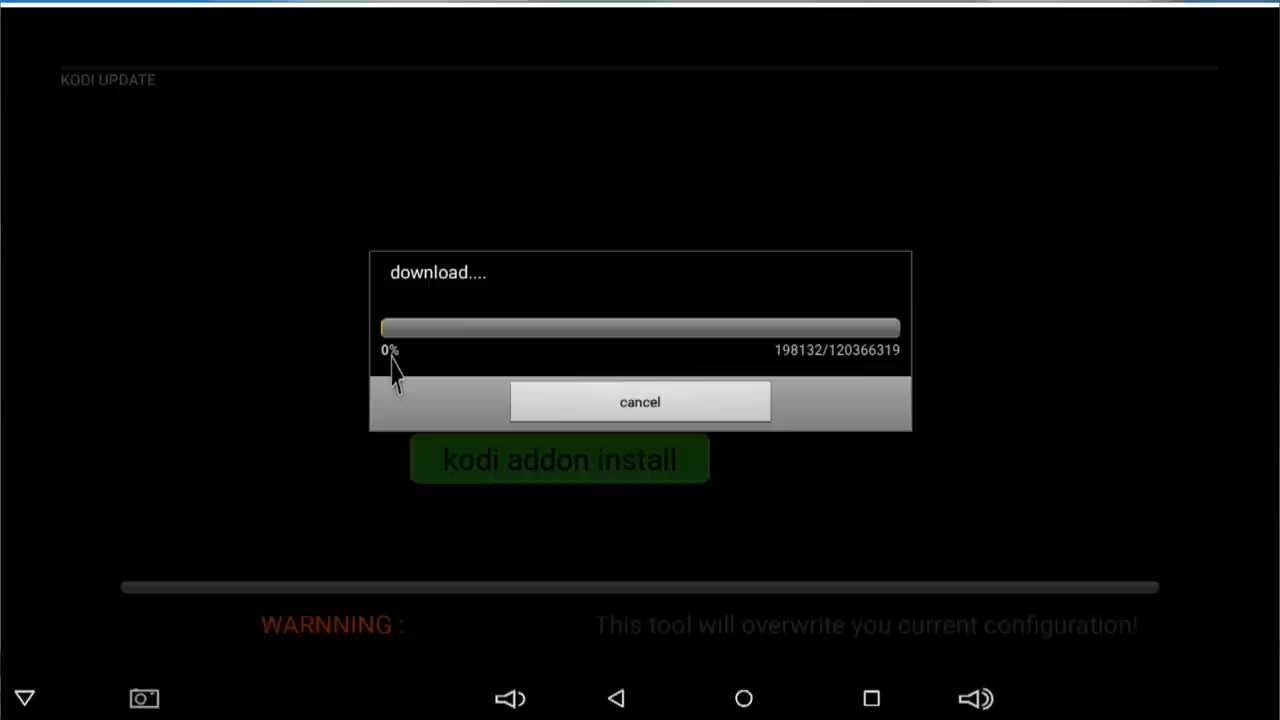 KODI UPDATE
download....
0%
198132/120366319
cancel
kodi addon install
WARNNING :
This tool will overwrite you current configuration!